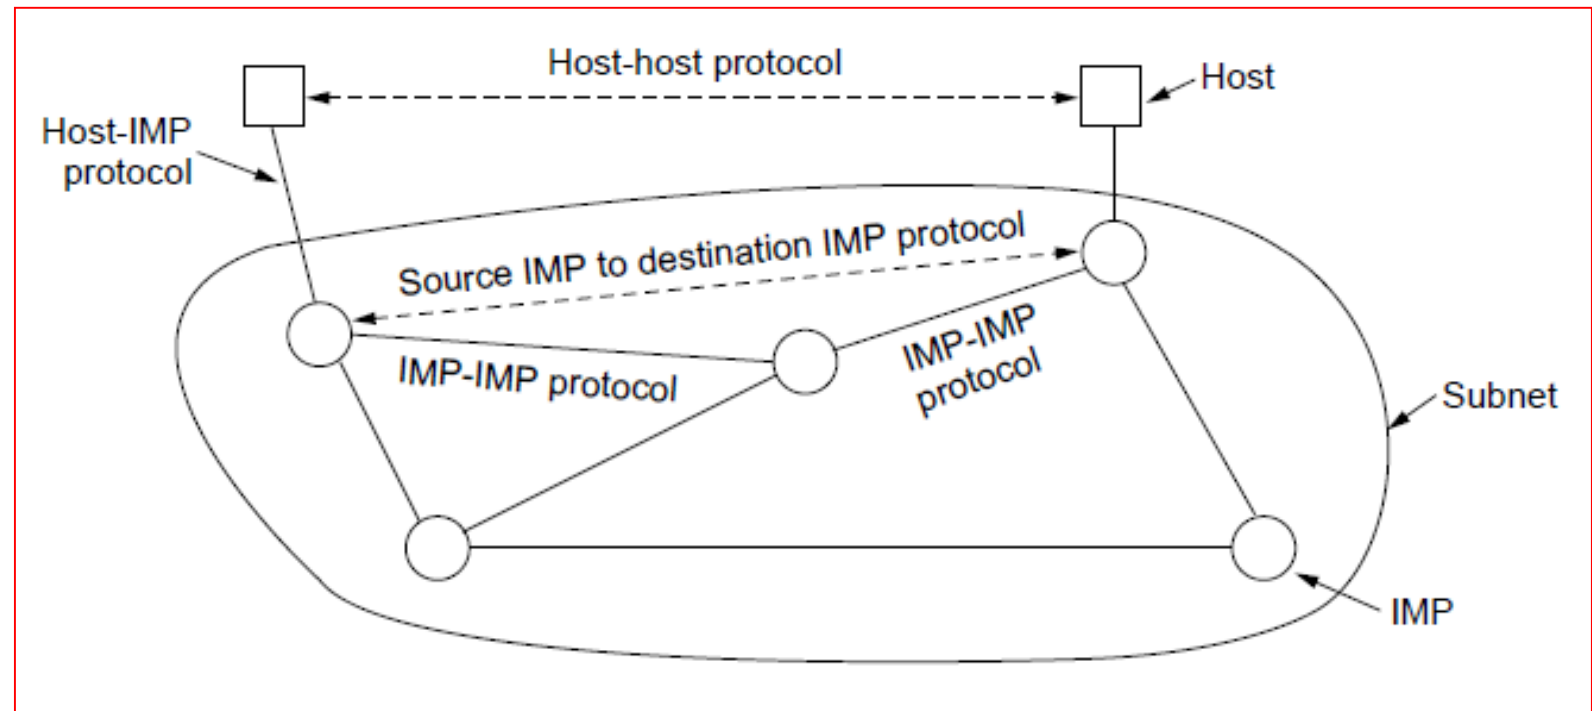 Host-host protocol
Host
Host-IMP
protocol
Source IMP to destination IMP protocol
IMP-IMP protocol
IMP-IMP
protocol
Subnet
IMP